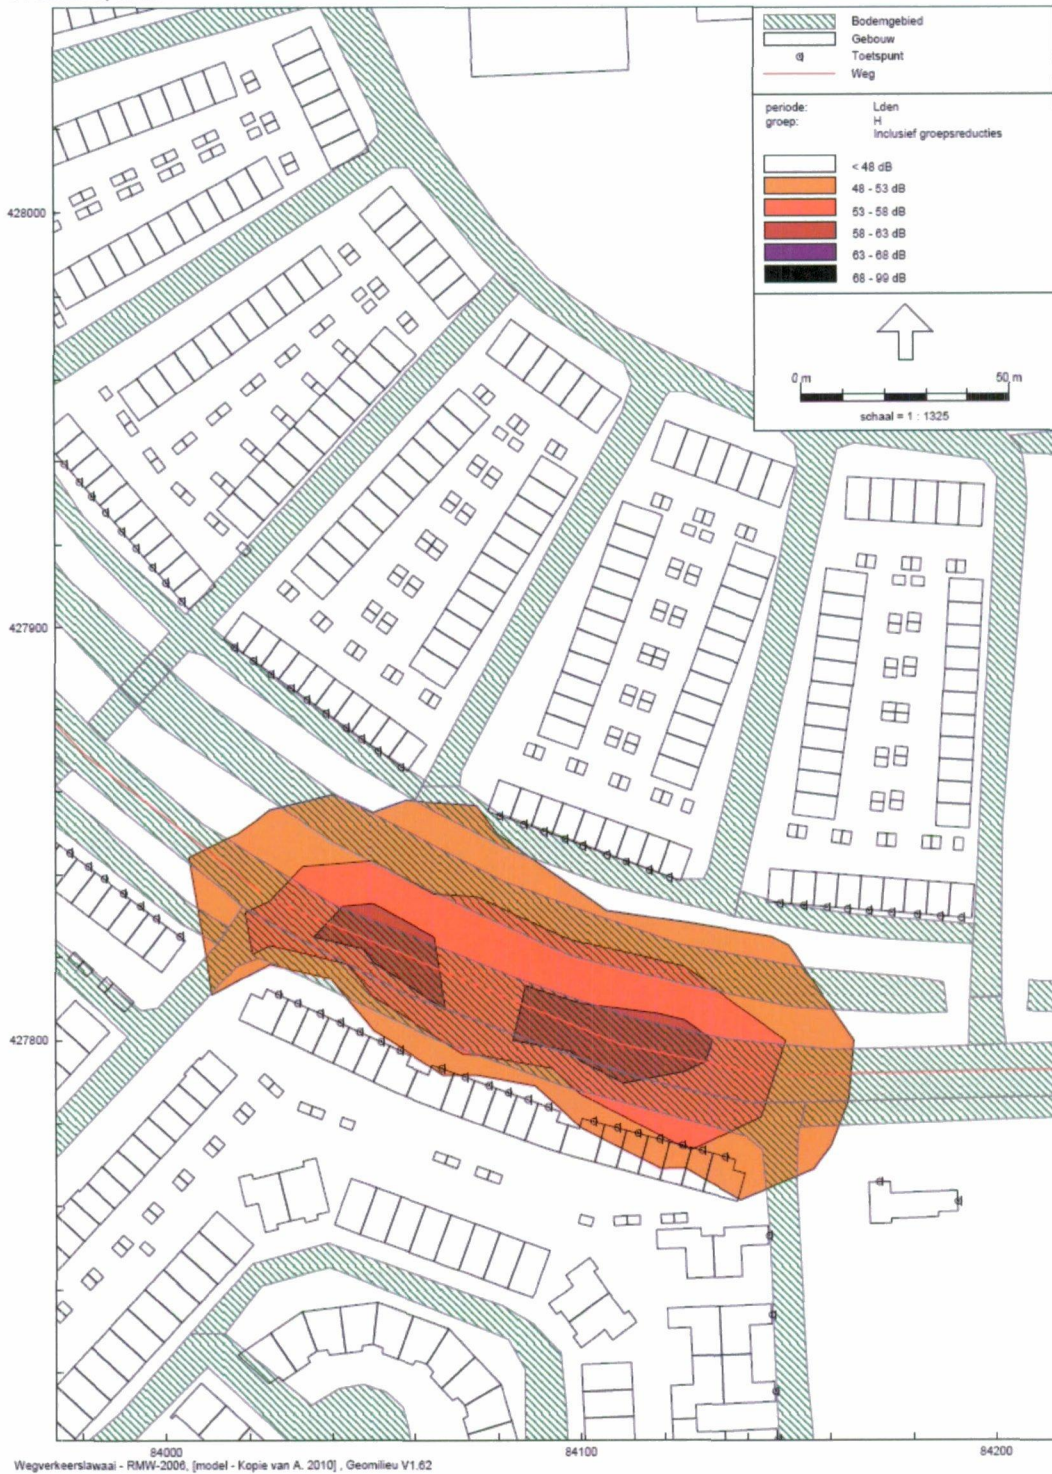 Bodemgebied
Gebouw
Toetspunt
Weg
periode: Lden
groep: H
Inclusief groepsreducties
< 48 dB
48 - 53 dB
53 - 58 dB
58 - 63 dB
63 - 68 dB
68 - 99 dB
0 m 50 m
schaal = 1 : 1325
428000
427900
427800
84000 84100 84200
Wegverkeerslawaai - RMW-2006, [model - Kopie van A. 2010] , Geomilieu V1.62